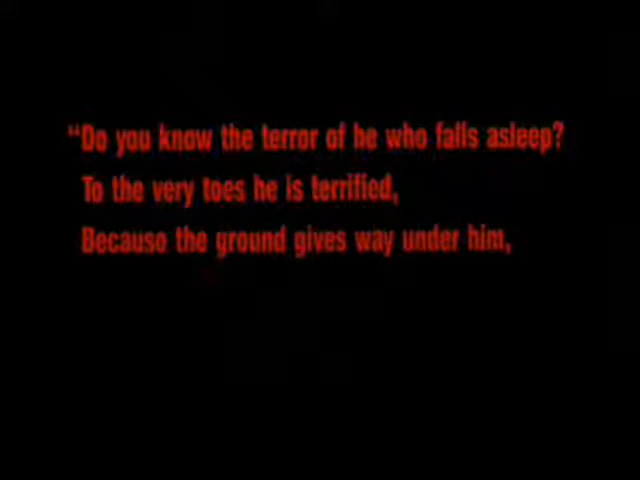 “Do you know the terror of he who falls asleep?
To the very toes he is terrified,
Because the ground gives way under him,